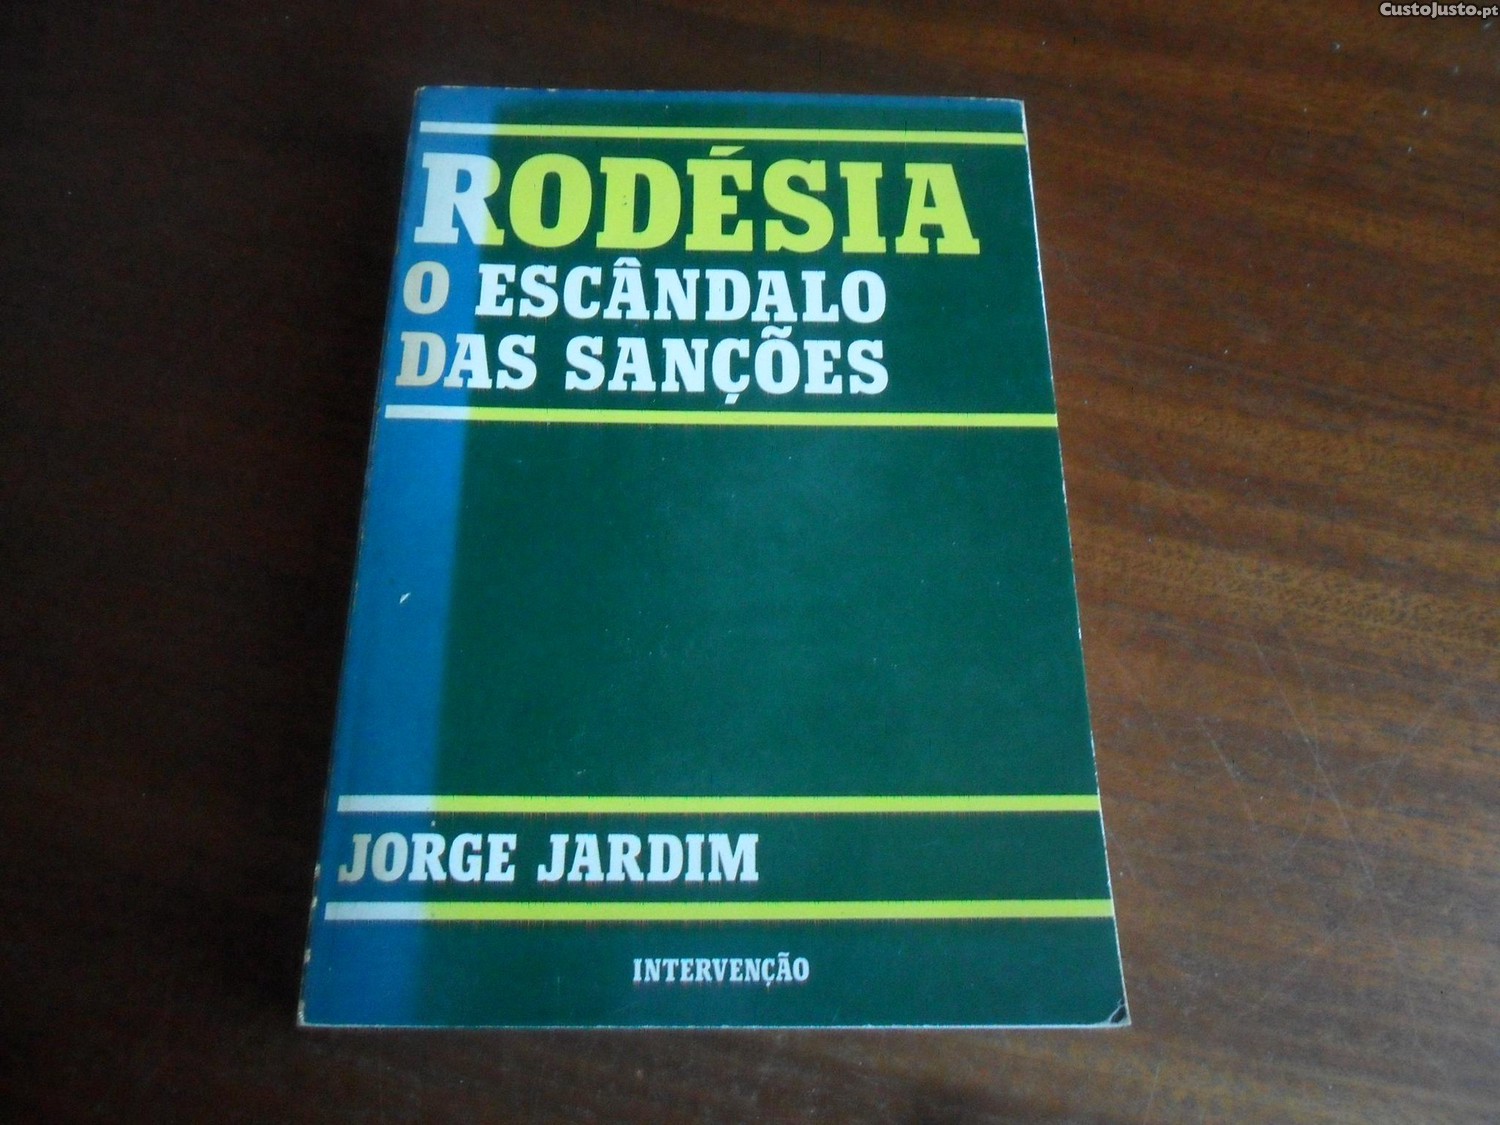 CustoJusto.pt
RODÉSIA
O ESCÂNDALO
DAS SANÇÕES
JORGE JARDIM
INTERVENÇÃO